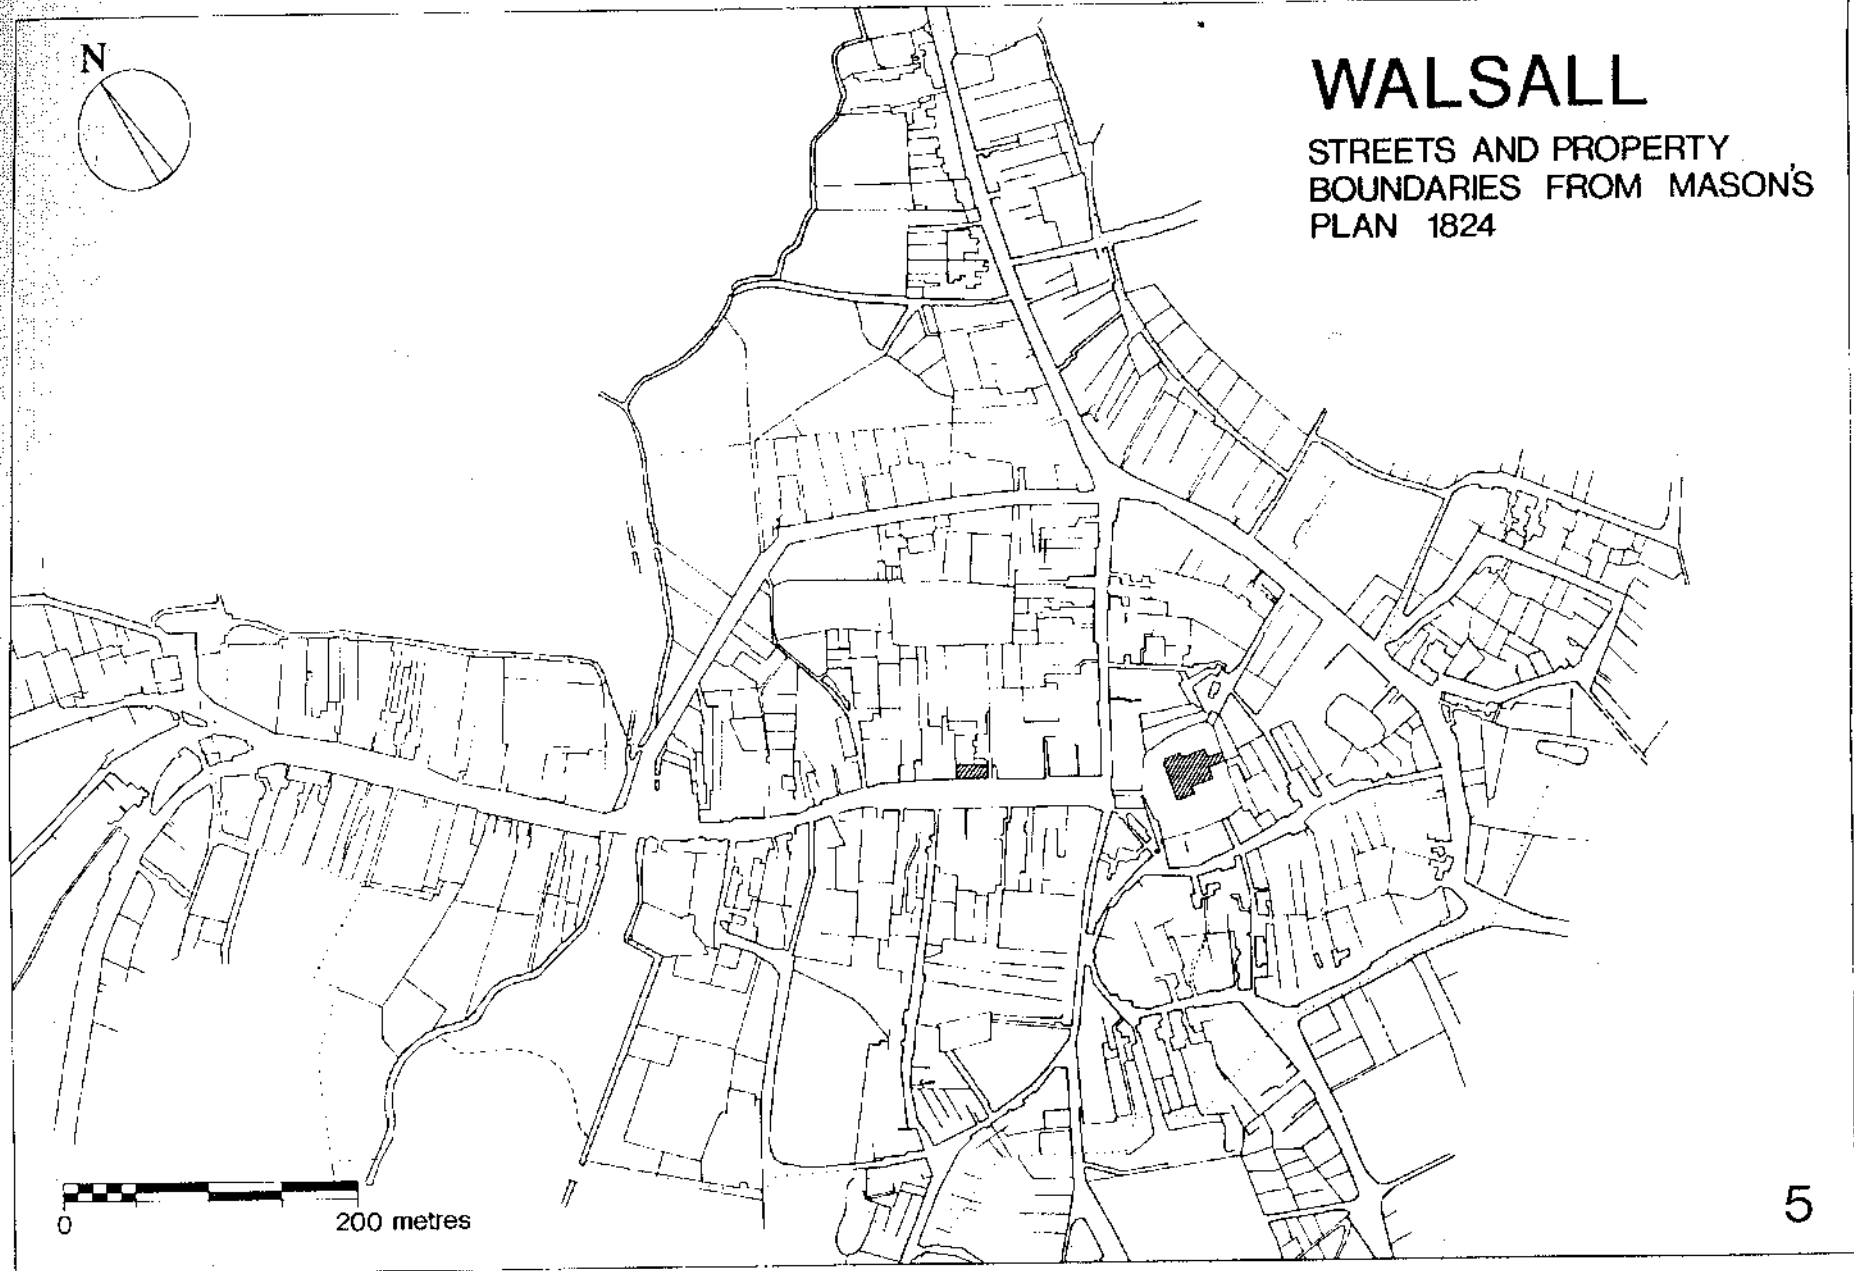 N
WALSALL
STREETS AND PROPERTY
BOUNDARIES FROM MASON'S
PLAN 1824
0
200 metres
5